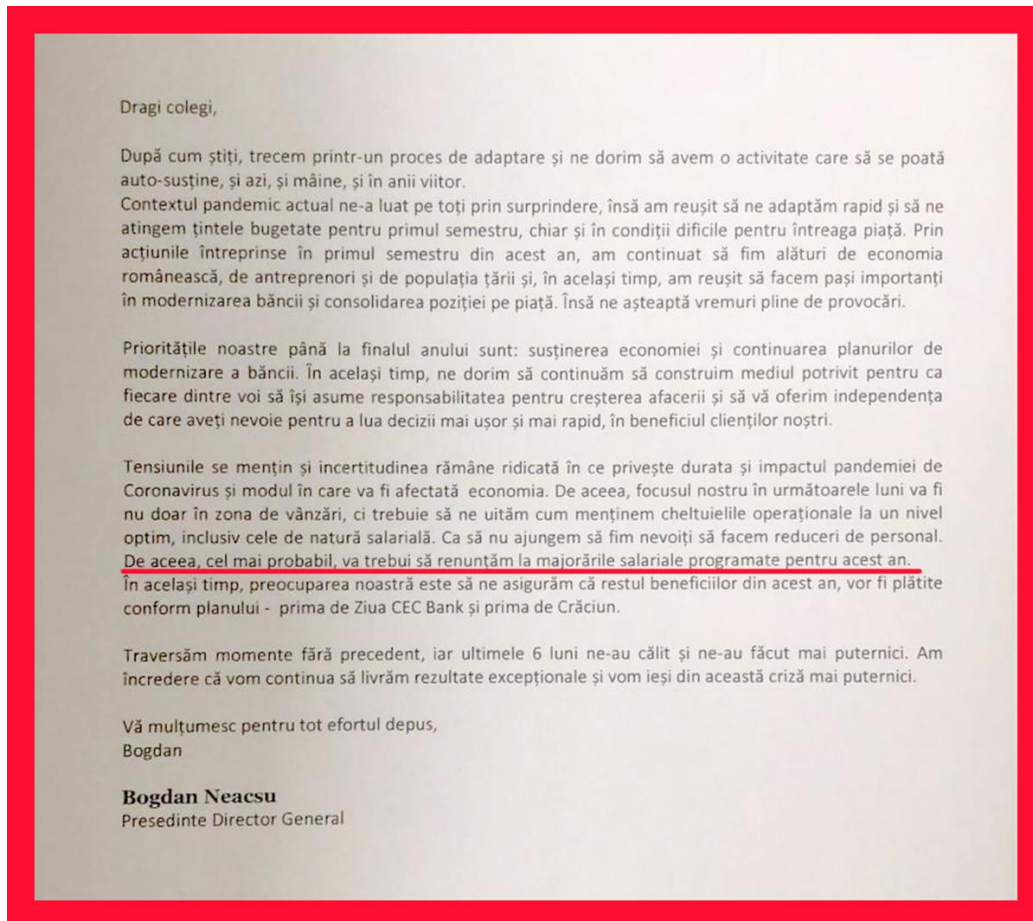 Dragi colegi,
După cum știți, trecem printr-un proces de adaptare și ne dorim să avem o activitate care să se poată
auto-susține, și azi, și mâine, și în anii viitor.
Contextul pandemic actual ne-a luat pe toți prin surprindere, însă am reușit să ne adaptăm rapid și să ne
atingem țintele bugetate pentru primul semestru, chiar și în condiții dificile pentru întreaga piață. Prin
acțiunile întreprinse în primul semestru din acest an, am continuat să fim alături de economia
românească, de antreprenori și de populația țării și, în același timp, am reușit să facem pași importanți
în modernizarea băncii și consolidarea poziției pe piață. Însă ne așteaptă vremuri pline de provocări.
Prioritățile noastre până la finalul anului sunt: susținerea economiei și continuarea planurilor de
modernizare a băncii. În același timp, ne dorim să continuăm să construim mediul potrivit pentru ca
fiecare dintre voi să își asume responsabilitatea pentru creșterea afacerii și să vă oferim independența
de care aveți nevoie pentru a lua decizii mai ușor și mai rapid, în beneficiul clienților noștri.
Tensiunile se mențin și incertitudinea rămâne ridicată în ce privește durata și impactul pandemiei de
Coronavirus și modul în care va fi afectată economia. De aceea, focusul nostru în următoarele luni va fi
nu doar în zona de vânzări, ci trebuie să ne uităm cum menținem cheltuielile operaționale la un nivel
optim, inclusiv cele de natură salarială. Ca să nu ajungem să fim nevoiți să facem reduceri de personal.
De aceea, cel mai probabil, va trebui să renunțăm la majorările salariale programate pentru acest an.
În același timp, preocuparea noastră este să ne asigurăm că restul beneficiilor din acest an, vor fi plătite
conform planului - prima de Ziua CEC Bank și prima de Crăciun.
Traversăm momente fără precedent, iar ultimele 6 luni ne-au călit și ne-au făcut mai puternici. Am
încredere că vom continua să livrăm rezultate excepționale și vom ieși din această criză mai puternici.
Vă mulțumesc pentru tot efortul depus,
Bogdan
Bogdan Neacsu
Presedinte Director General